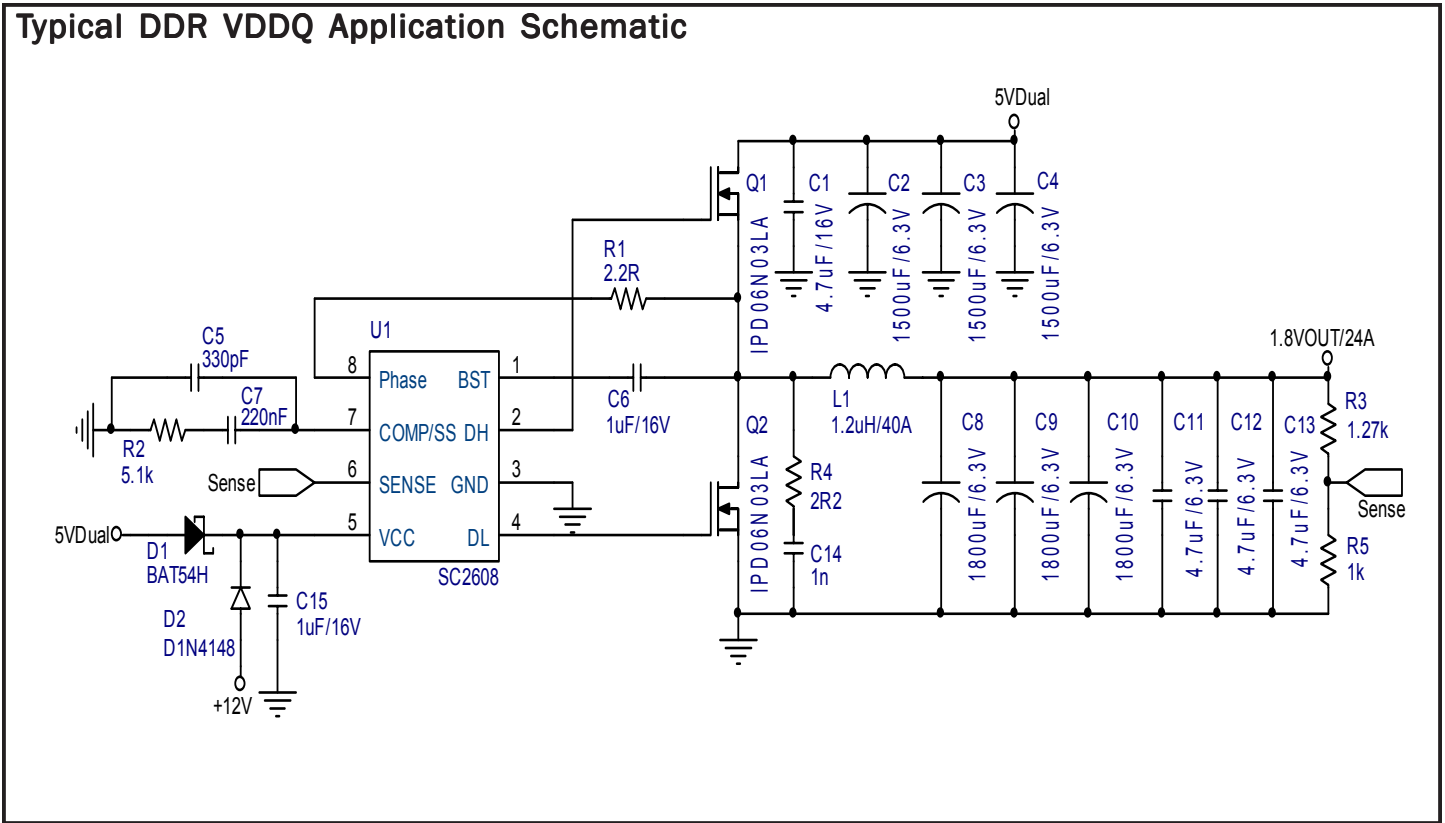 Typical DDR VDDQ Application Schematic
5VDual
Q1
IPD06N03LA
C1
4.7uF/16V
C2
1500uF/6.3V
C3
1500uF/6.3V
C4
1500uF/6.3V
R1
2.2R
U1
C5
330pF
C7
220nF
R2
5.1k
8
Phase
BST
1
7
COMP/SS
DH
2
6
SENSE
GND
3
5
VCC
DL
4
SC2608
Sense
5VDual
D1
BAT54H
D2
D1N4148
+12V
C15
1uF/16V
C6
1uF/16V
Q2
IPD06N03LA
R4
2R2
C14
1n
L1
1.2uH/40A
C8
1800uF/6.3V
C9
1800uF/6.3V
C10
1800uF/6.3V
C11
4.7uF/6.3V
C12
4.7uF/6.3V
C13
4.7uF/6.3V
1.8VOUT/24A
R3
1.27k
Sense
R5
1k